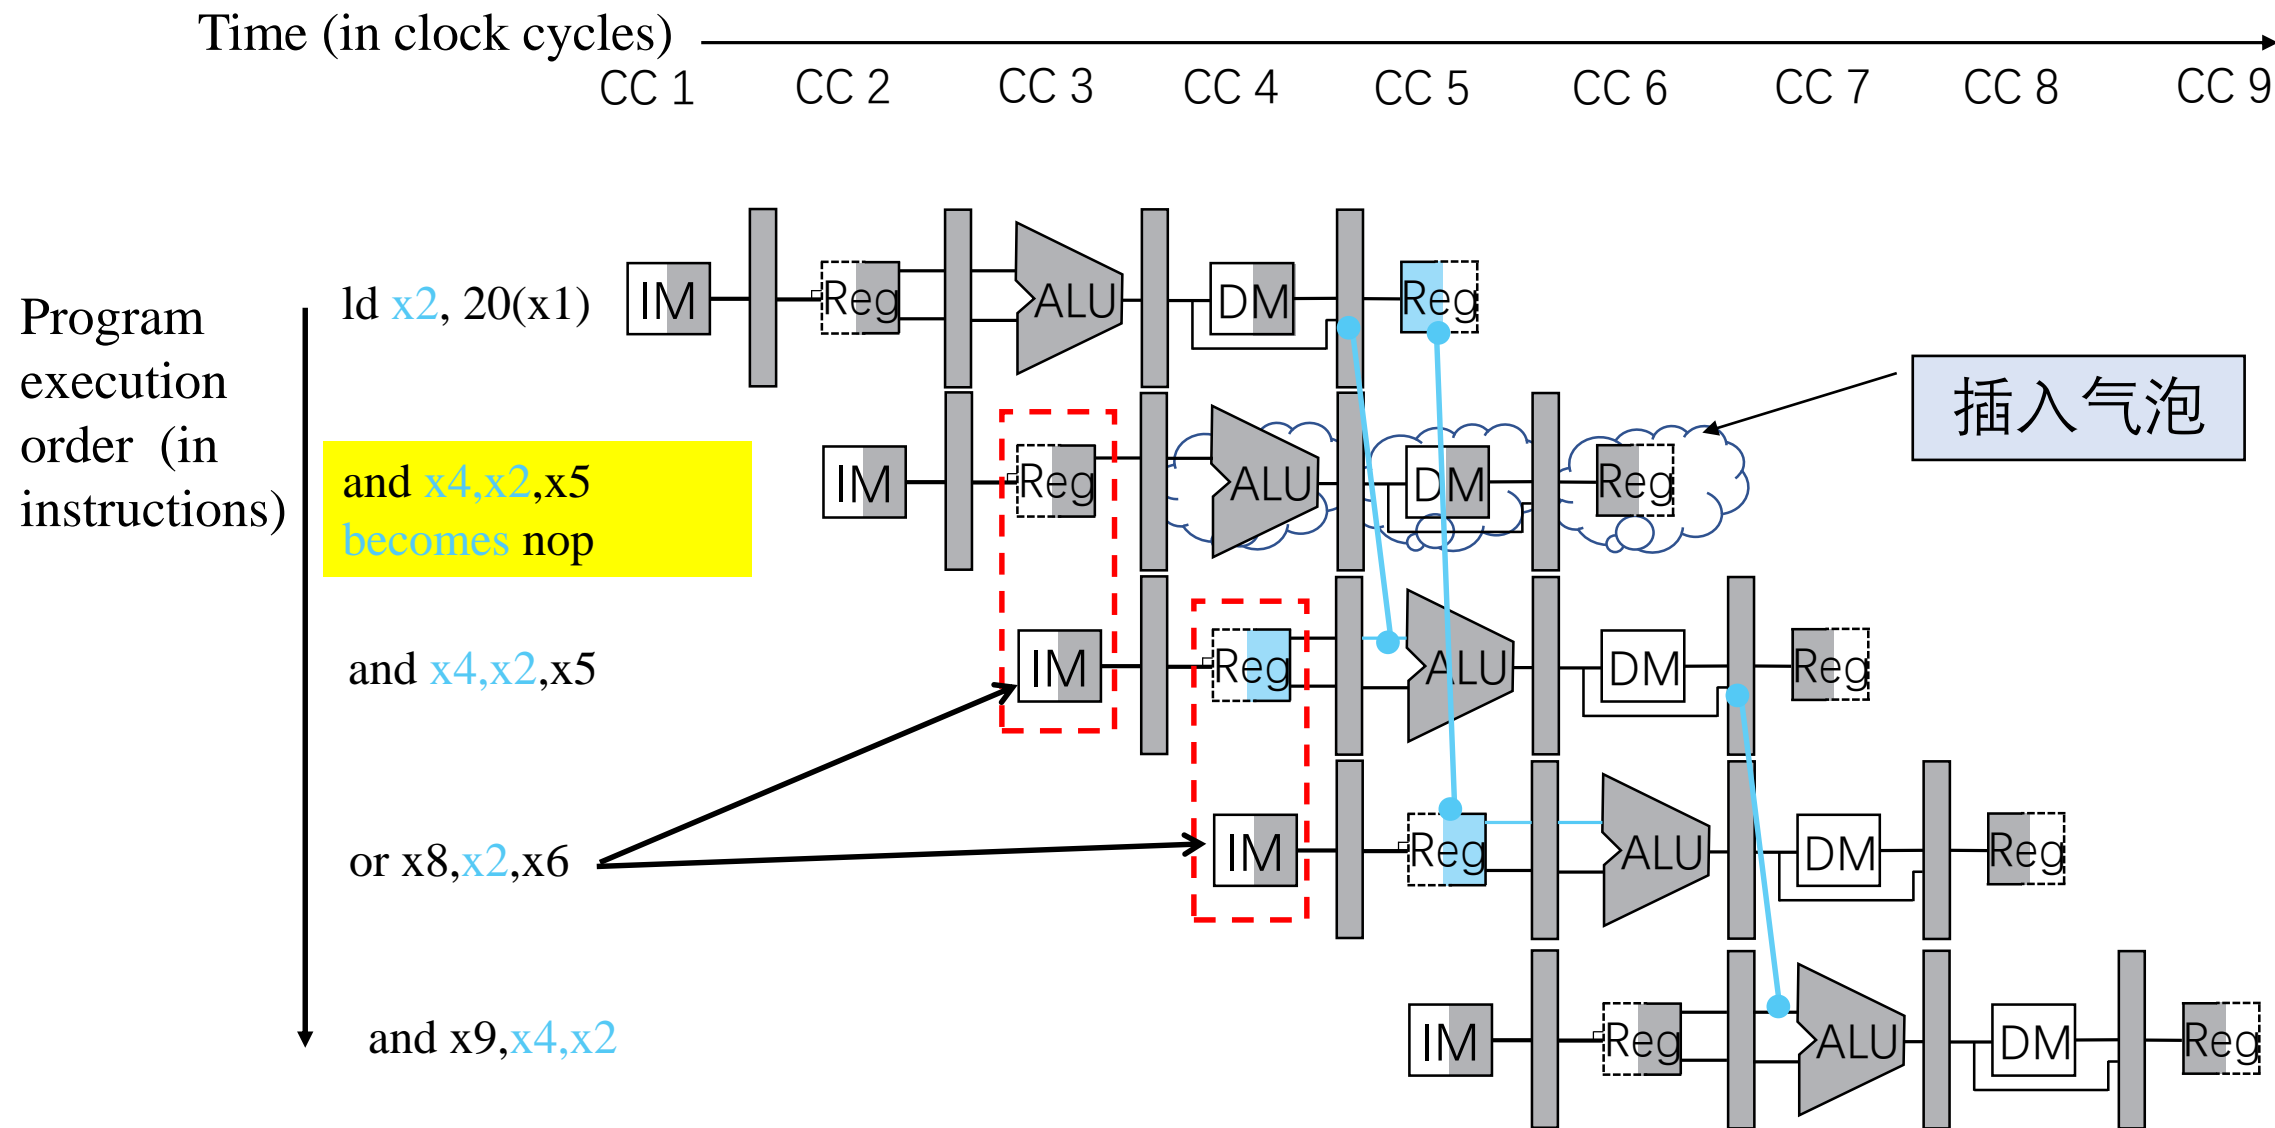 Time (in clock cycles)
CC 1 CC 2 CC 3 CC 4 CC 5 CC 6 CC 7 CC 8 CC 9
Program
execution
order (in
instructions)
ld x2, 20(x1)
IM Reg ALU DM Reg
插入气泡
and x4,x2,x5
becomes nop
IM Reg ALU DM Reg
and x4,x2,x5
IM Reg ALU DM Reg
or x8,x2,x6
IM Reg ALU DM Reg
and x9,x4,x2
IM Reg ALU DM Reg